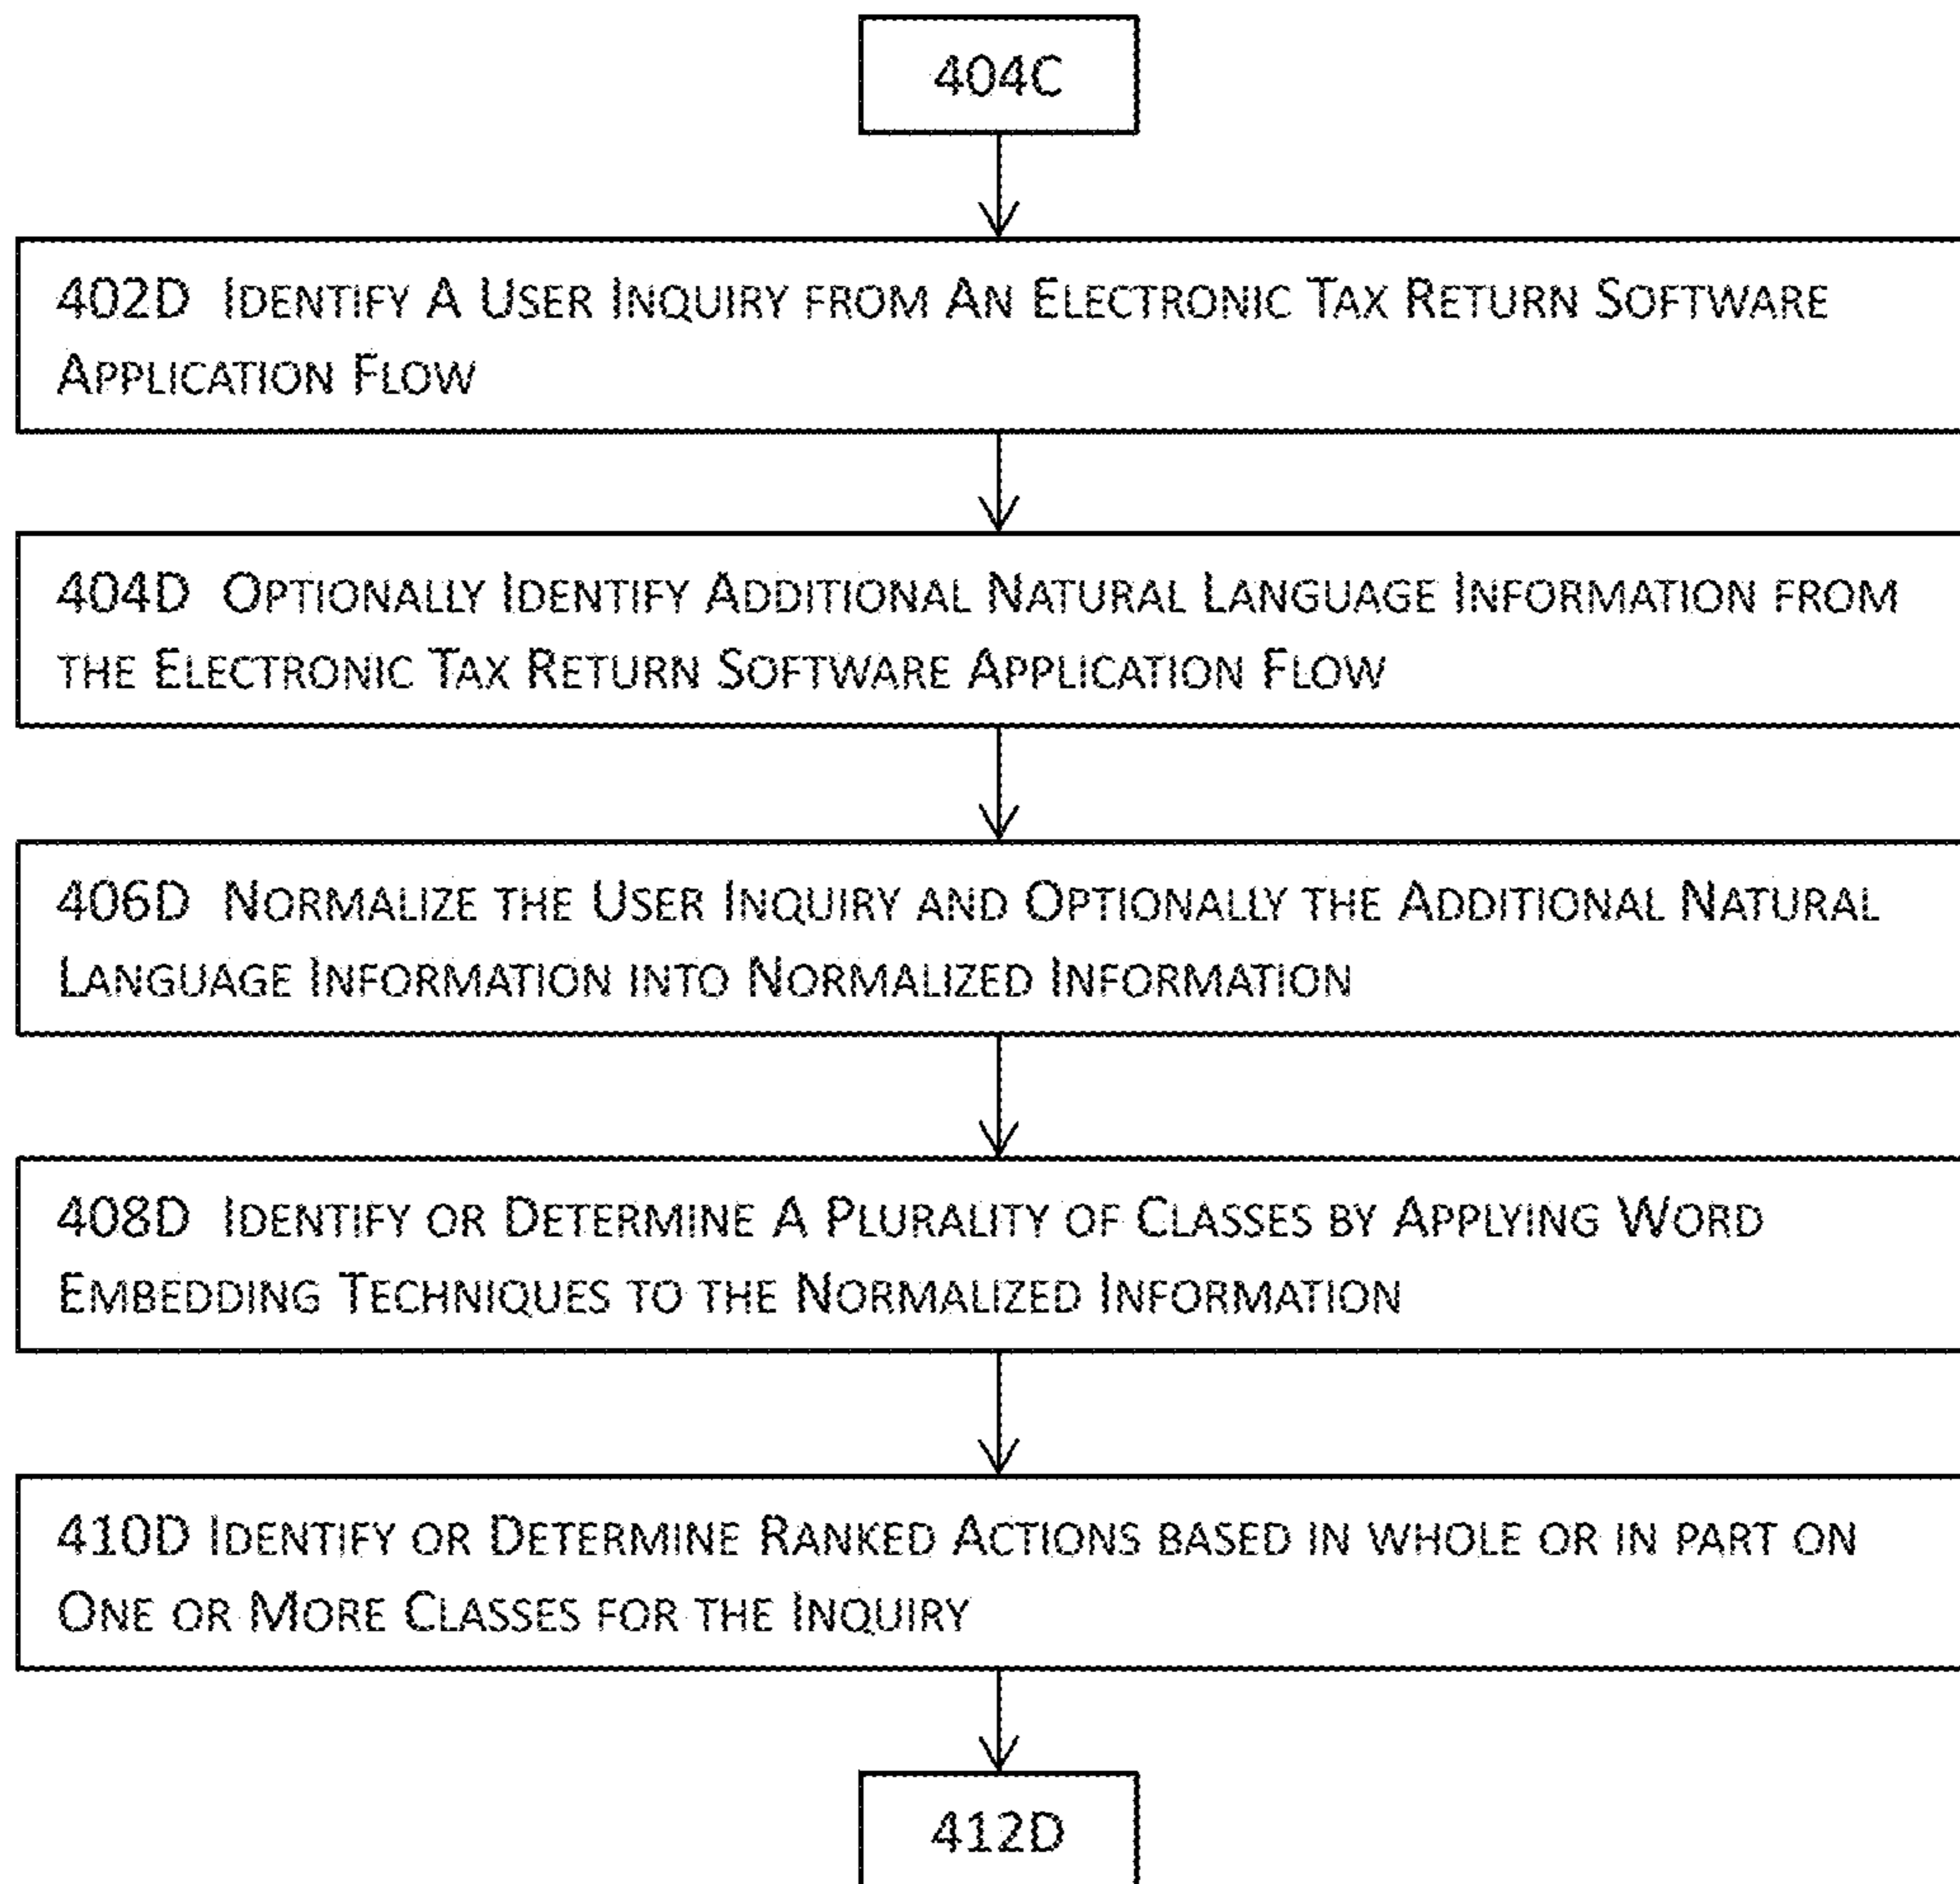 404C
402D Identify A User Inquiry from An Electronic Tax Return Software
Application Flow
404D Optionally Identify Additional Natural Language Information from
the Electronic Tax Return Software Application Flow
406D Normalize the User Inquiry and Optionally the Additional Natural
Language Information into Normalized Information
408D Identify or Determine A Plurality of Classes by Applying Word
Embedding Techniques to the Normalized Information
410D Identify or Determine Ranked Actions based in whole or in part on
One or More Classes for the Inquiry
412D